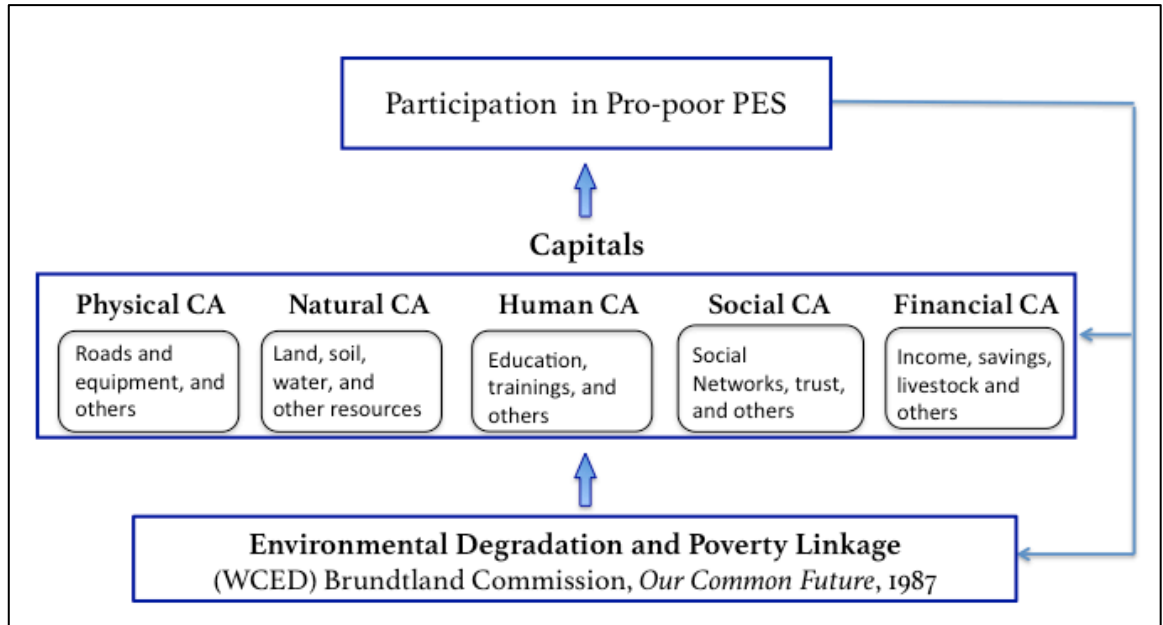 Participation in Pro-poor PES
Capitals
Physical CA
Roads and
equipment, and
others
Natural CA
Land, soil,
water, and
other resources
Human CA
Education,
trainings, and
others
Social CA
Social
Networks, trust,
and others
Financial CA
Income, savings,
livestock and
others
Environmental Degradation and Poverty Linkage
(WCED) Brundtland Commission, Our Common Future, 1987